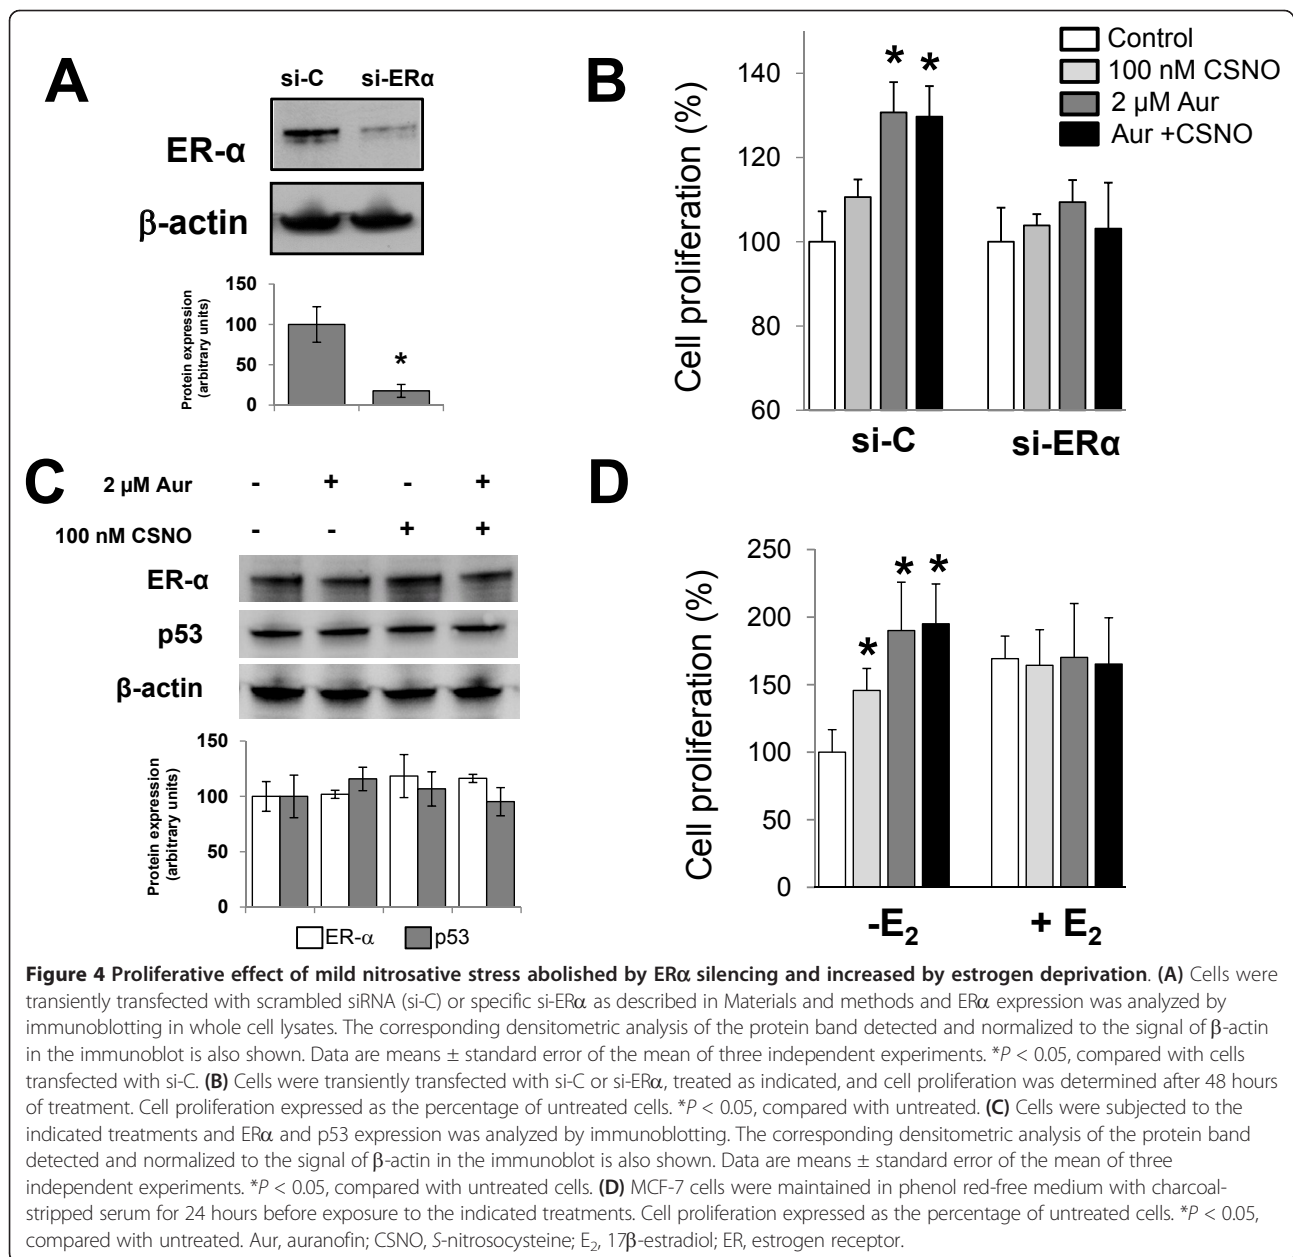 A
si-C si-ERα
ER-α
β-actin
Protein expression
(arbitrary units)
150
100
50
0
*
B
Control
100 nM CSNO
2 µM Aur
Aur +CSNO
Cell proliferation (%)
140
120
100
80
60
* *
si-C si-ERα
C
2 µM Aur - + - +
100 nM CSNO - - + +
ER-α
p53
β-actin
Protein expression
(arbitrary units)
150
100
50
0
ER-α p53
D
Cell proliferation (%)
250
200
150
100
50
0
* * *
-E₂ + E₂
Figure 4 Proliferative effect of mild nitrosative stress abolished by ERα silencing and increased by estrogen deprivation. (A) Cells were
transiently transfected with scrambled siRNA (si-C) or specific si-ERα as described in Materials and methods and ERα expression was analyzed by
immunoblotting in whole cell lysates. The corresponding densitometric analysis of the protein band detected and normalized to the signal of β-actin
in the immunoblot is also shown. Data are means ± standard error of the mean of three independent experiments. *P < 0.05, compared with cells
transfected with si-C. (B) Cells were transiently transfected with si-C or si-ERα, treated as indicated, and cell proliferation was determined after 48 hours
of treatment. Cell proliferation expressed as the percentage of untreated cells. *P < 0.05, compared with untreated. (C) Cells were subjected to the
indicated treatments and ERα and p53 expression was analyzed by immunoblotting. The corresponding densitometric analysis of the protein band
detected and normalized to the signal of β-actin in the immunoblot is also shown. Data are means ± standard error of the mean of three
independent experiments. *P < 0.05, compared with untreated cells. (D) MCF-7 cells were maintained in phenol red-free medium with charcoal-
stripped serum for 24 hours before exposure to the indicated treatments. Cell proliferation expressed as the percentage of untreated cells. *P < 0.05,
compared with untreated. Aur, auranofin; CSNO, S-nitrosocysteine; E₂, 17β-estradiol; ER, estrogen receptor.